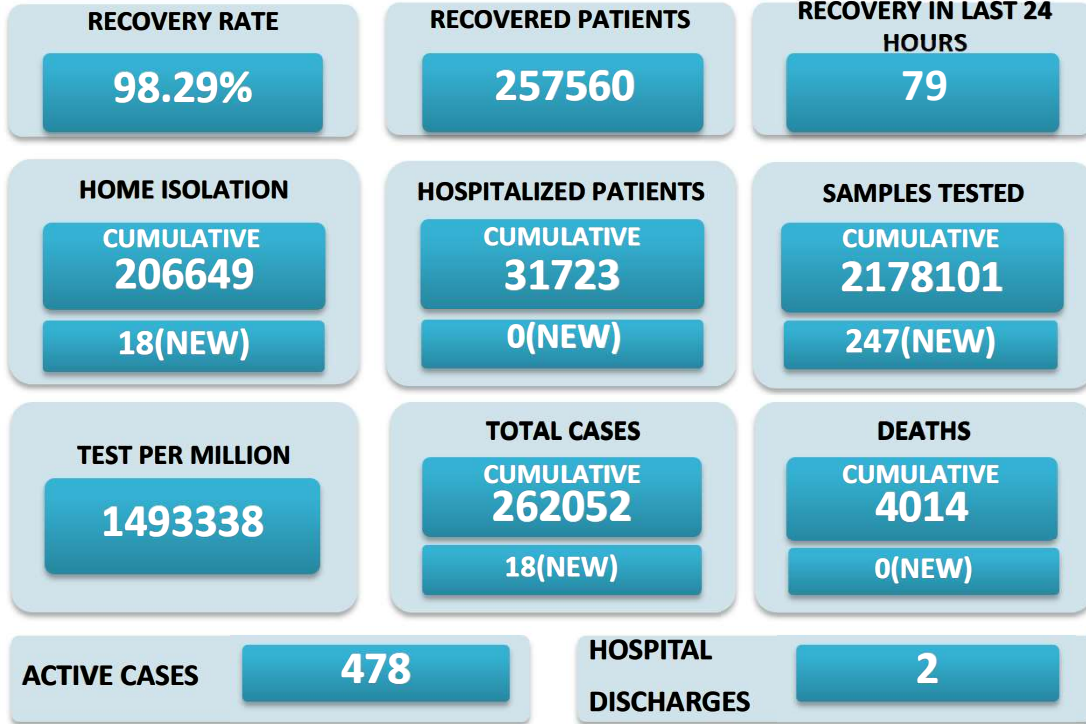 RECOVERY RATE
98.29%
RECOVERED PATIENTS
257560
RECOVERY IN LAST 24
HOURS
79
HOME ISOLATION
CUMULATIVE
206649
18(NEW)
HOSPITALIZED PATIENTS
CUMULATIVE
31723
0(NEW)
SAMPLES TESTED
CUMULATIVE
2178101
247(NEW)
TEST PER MILLION
1493338
TOTAL CASES
CUMULATIVE
262052
18(NEW)
DEATHS
CUMULATIVE
4014
0(NEW)
ACTIVE CASES
478
HOSPITAL
DISCHARGES
2